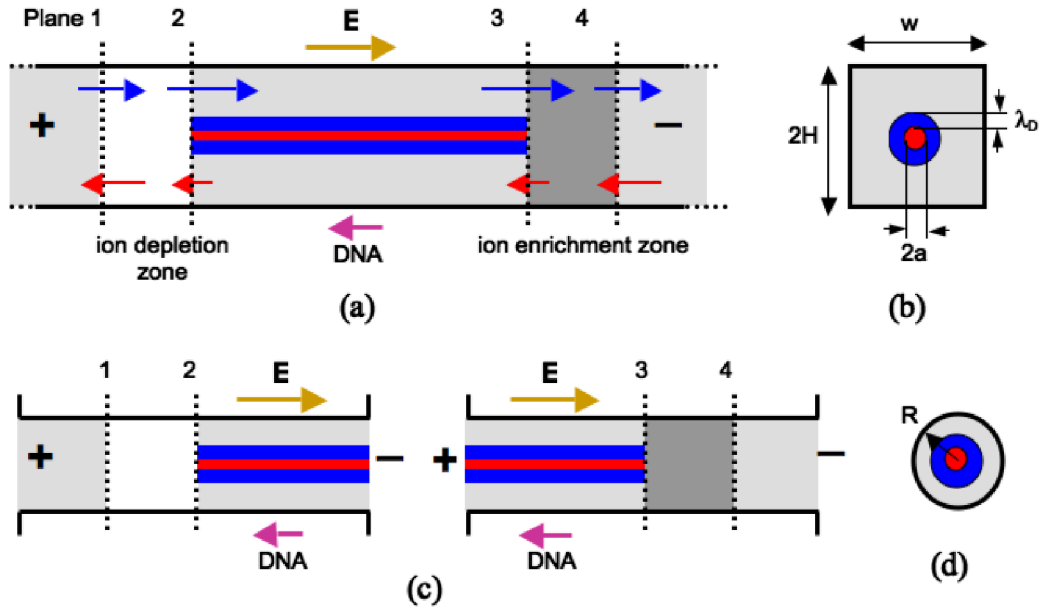 Plane 1
2
E
3
4
+
−
ion depletion
zone
DNA
ion enrichment zone
(a)
w
2H
λD
2a
(b)
1
2
E
+
−
DNA
E
3
4
+
−
DNA
(c)
R
(d)